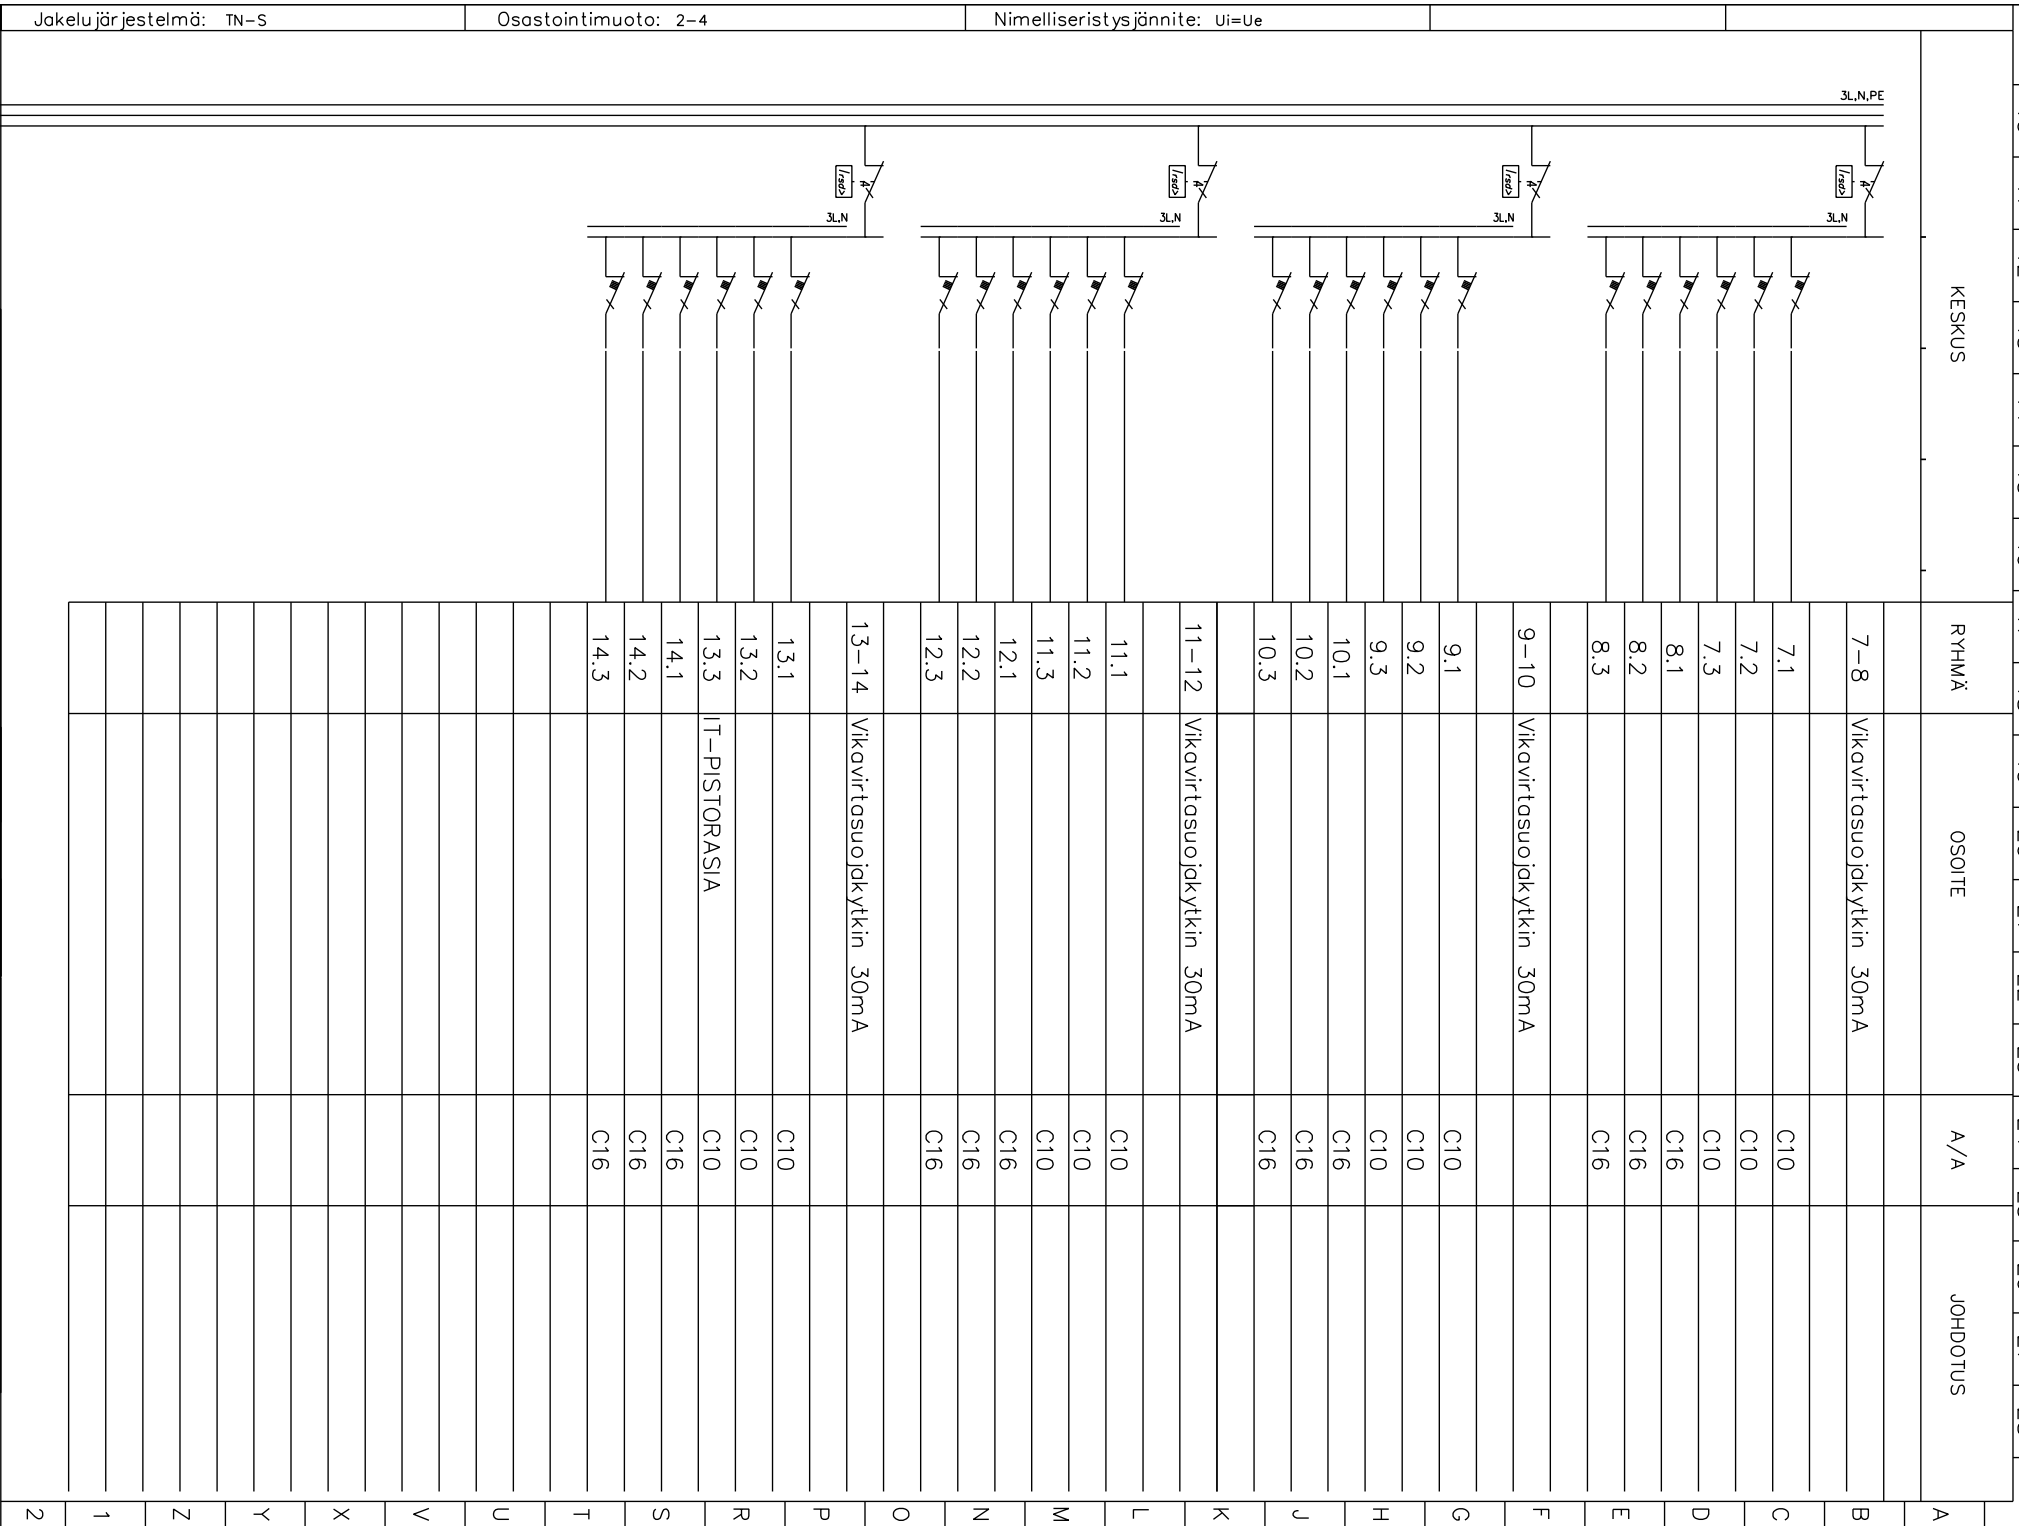 Jakelujärjestelmä: TN-S Osastointimuoto: 2-4 Nimelliseristysjännite: Ui=Ue
KESKUS RYHMÄ OSOITE A/A JOHDOTUS
3L,N,PE
Irsd>
3L,N
7-8 Vikavirtasuojakytkin 30mA
7.1 C10
7.2 C10
7.3 C10
8.1 C16
8.2 C16
8.3 C16
Irsd>
3L,N
9-10 Vikavirtasuojakytkin 30mA
9.1 C10
9.2 C10
9.3 C10
10.1 C16
10.2 C16
10.3 C16
Irsd>
3L,N
11-12 Vikavirtasuojakytkin 30mA
11.1 C10
11.2 C10
11.3 C10
12.1 C16
12.2 C16
12.3 C16
Irsd>
3L,N
13-14 Vikavirtasuojakytkin 30mA
13.1 C10
13.2 C10
13.3 IT-PISTORASIA C10
14.1 C16
14.2 C16
14.3 C16
A B C D E F G H J K L M N O P R S T U V X Y Z 1 2